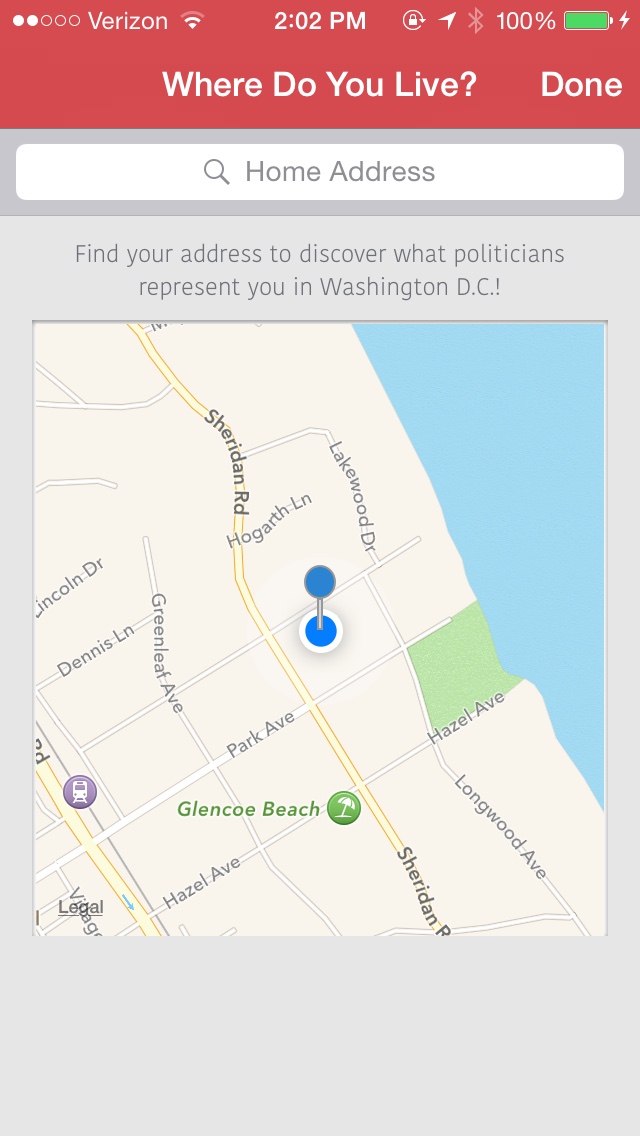 Verizon 2:02 PM 100%
Where Do You Live? Done
Home Address
Find your address to discover what politicians
represent you in Washington D.C.!
Sheridan Rd
Lakewood Dr
Hogarth Ln
Lincoln Dr
Greenleaf Ave
Dennis Ln
Park Ave
Hazel Ave
Rd
Glencoe Beach
Longwood Ave
Hazel Ave
Sheridan R
Legal
Village